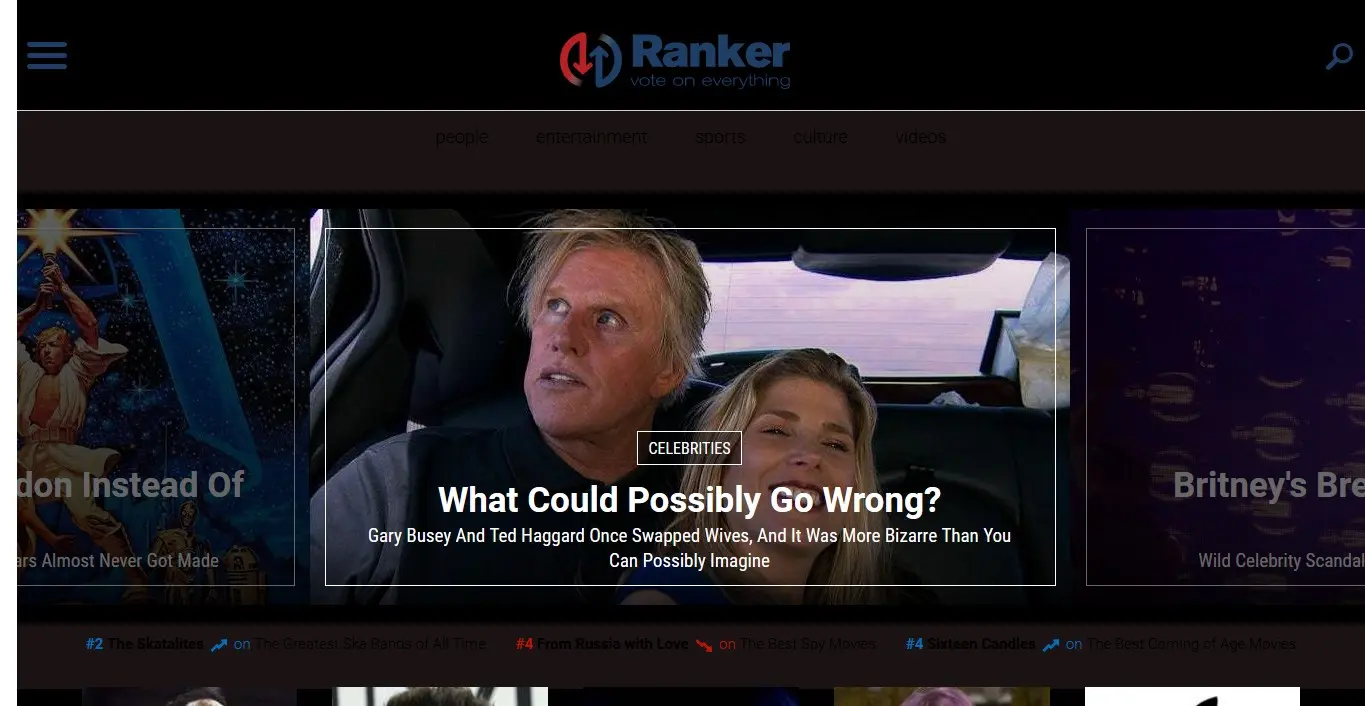 Ranker
vote on everything
people entertainment sports culture videos
CELEBRITIES
don Instead Of
What Could Possibly Go Wrong?
Britney's Bre
Gary Busey And Ted Haggard Once Swapped Wives, And It Was More Bizarre Than You
Can Possibly Imagine
ars Almost Never Got Made
Wild Celebrity Scandal
#2 The Skatalites on The Greatest Ska Bands of All Time #4 From Russia with Love on The Best Spy Movies #4 Sixteen Candles on The Best Coming of Age Movies